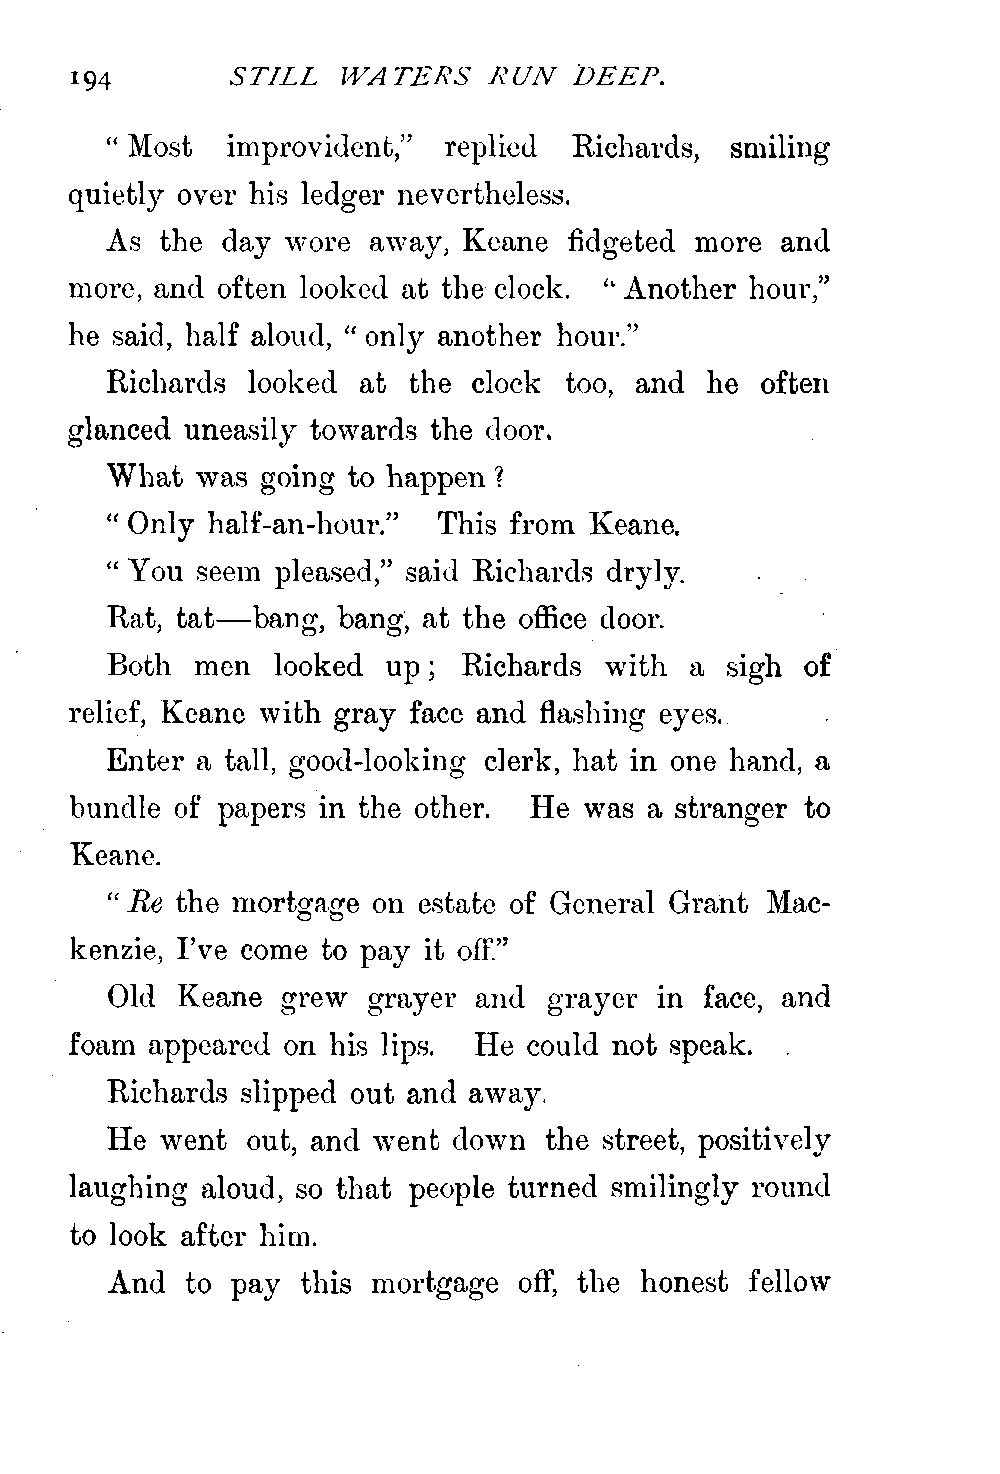 194 STILL WATERS RUN DEEP.
"Most improvident," replied Richards, smiling
quietly over his ledger nevertheless.
As the day wore away, Keane fidgeted more and
more, and often looked at the clock. "Another hour,"
he said, half aloud, "only another hour."
Richards looked at the clock too, and he often
glanced uneasily towards the door.
What was going to happen?
"Only half-an-hour." This from Keane.
"You seem pleased," said Richards dryly.
Rat, tat—bang, bang, at the office door.
Both men looked up; Richards with a sigh of
relief, Keane with gray face and flashing eyes.
Enter a tall, good-looking clerk, hat in one hand, a
bundle of papers in the other. He was a stranger to
Keane.
"Re the mortgage on estate of General Grant Mac-
kenzie, I've come to pay it off."
Old Keane grew grayer and grayer in face, and
foam appeared on his lips. He could not speak.
Richards slipped out and away.
He went out, and went down the street, positively
laughing aloud, so that people turned smilingly round
to look after him.
And to pay this mortgage off, the honest fellow